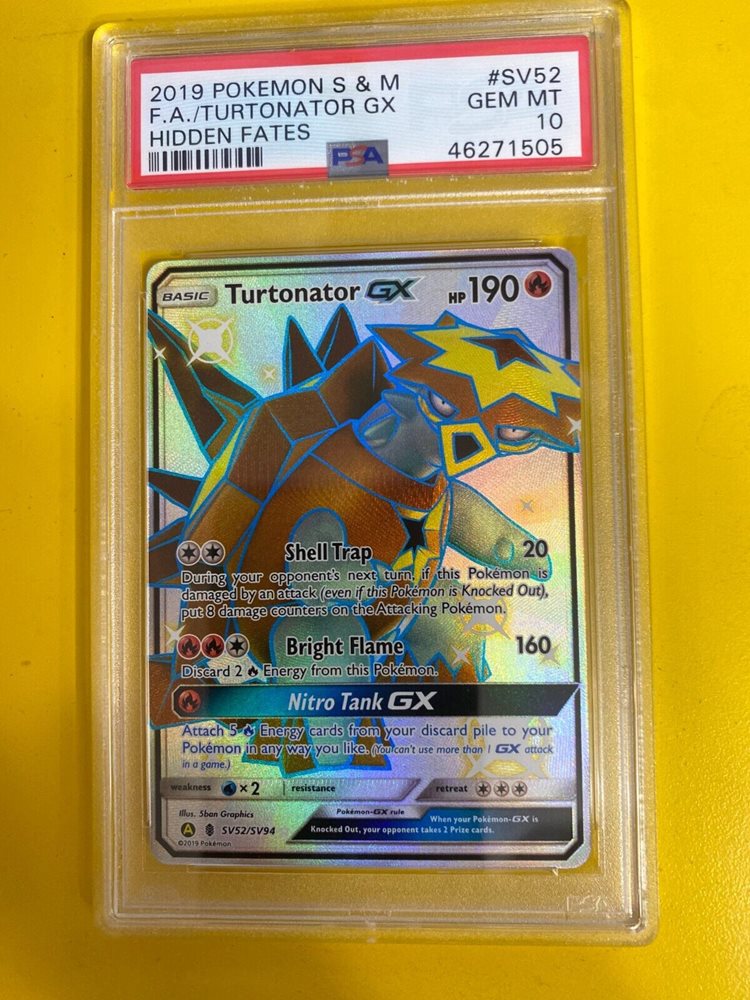 2019 POKEMON S & M #SV52
F.A./TURTONATOR GX GEM MT
HIDDEN FATES 10
PSA 46271505
BASIC Turtonator GX HP 190
Shell Trap 20
During your opponent's next turn, if this Pokémon is
damaged by an attack (even if this Pokémon is Knocked Out),
put 8 damage counters on the Attacking Pokémon.
Bright Flame 160
Discard 2 Energy from this Pokémon.
Nitro Tank GX
Attach 5 Energy cards from your discard pile to your
Pokémon in any way you like. (You can't use more than 1 GX attack
in a game.)
weakness ×2 resistance retreat
Illus. 5ban Graphics Pokémon-GX rule When your Pokémon-GX is
Knocked Out, your opponent takes 2 Prize cards.
A SV52/SV94
©2019 Pokémon